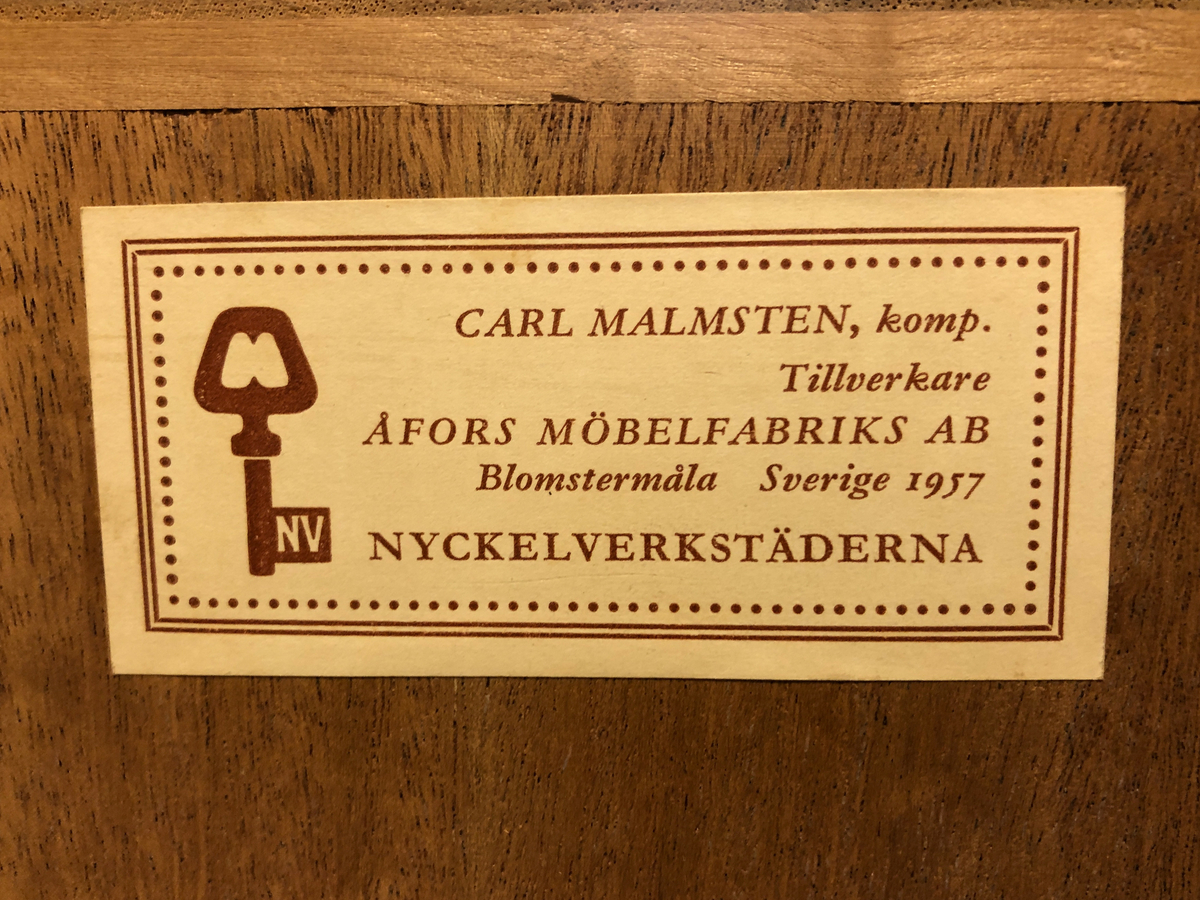 CARL MALMSTEN, komp.
Tillverkare
ÅFORS MÖBELFABRIKS AB
Blomstermåla Sverige 1957
NV
NYCKELVERKSTÄDERNA